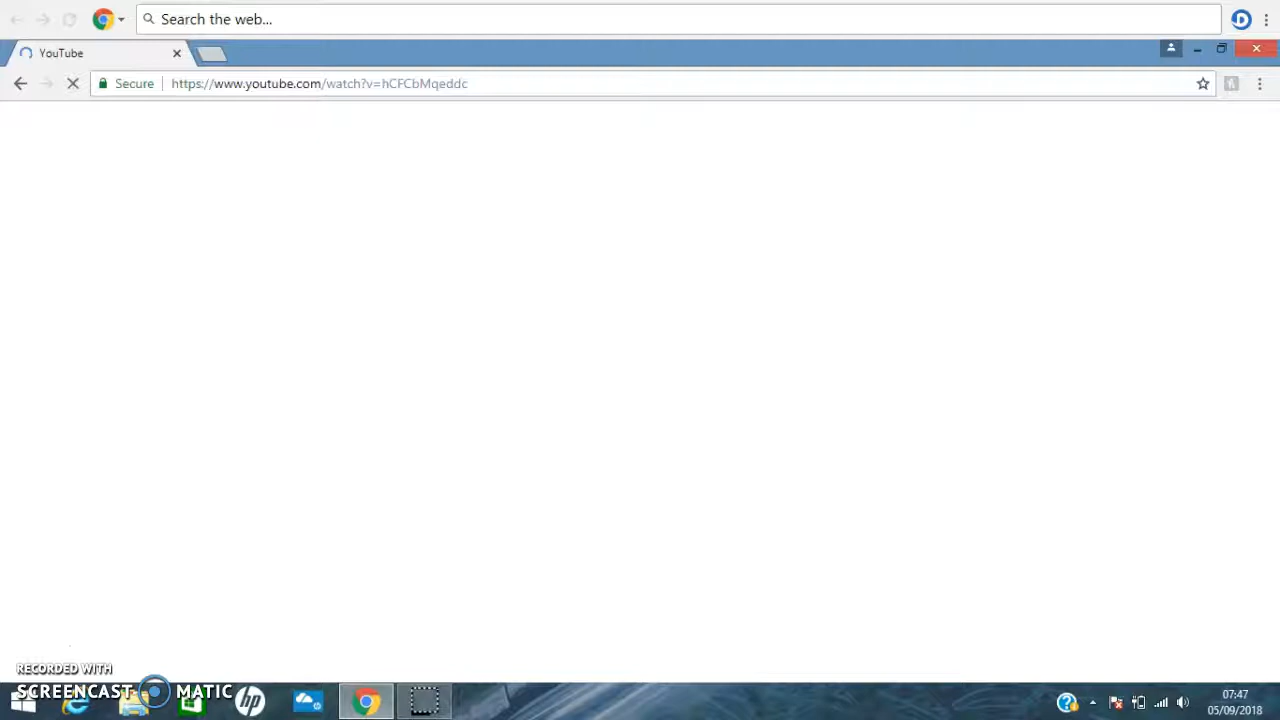 Search the web...
YouTube
Secure
https://www.youtube.com/watch?v=hCFCbMqeddc
RECORDED WITH
SCREENCAST MATIC
hp
07:47
05/09/2018